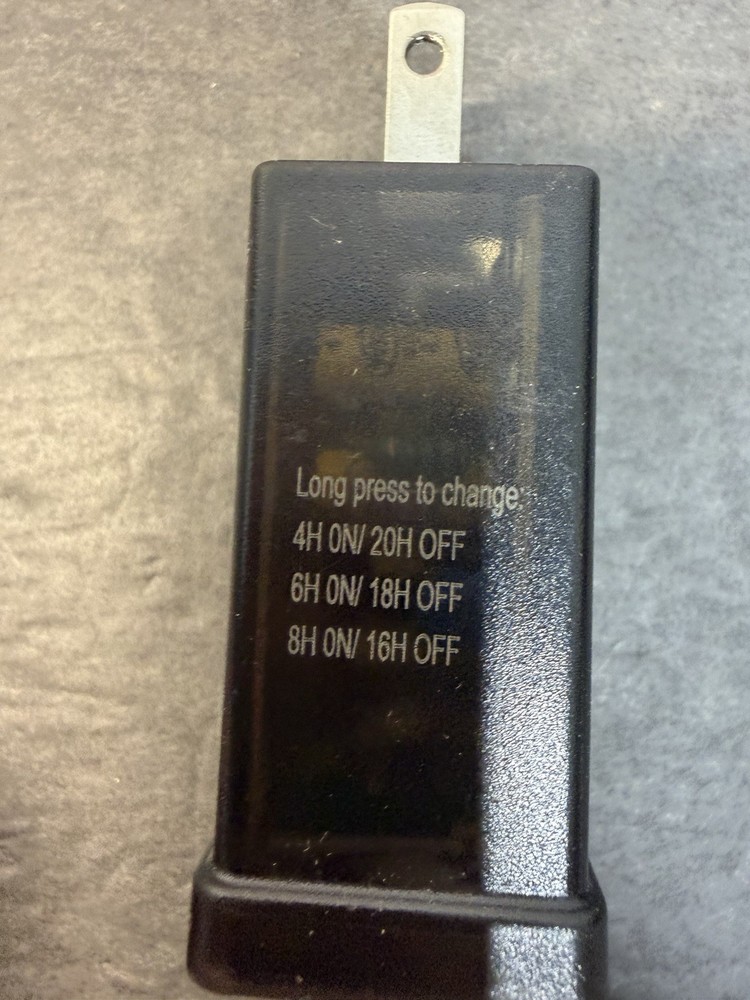 Long press to change:
4H ON/ 20H OFF
6H ON/ 18H OFF
8H ON/ 16H OFF